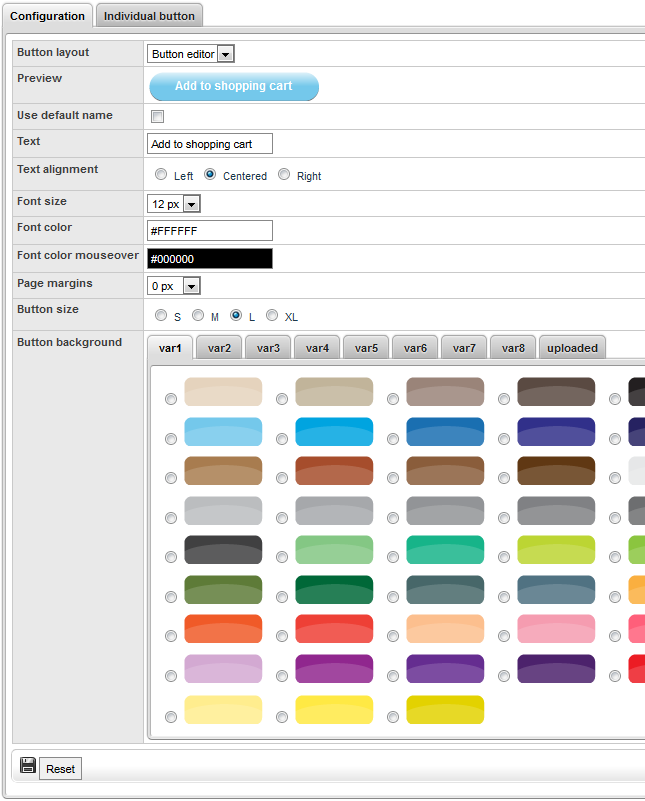 Configuration Individual button
Button layout Button editor
Preview Add to shopping cart
Use default name
Text Add to shopping cart
Text alignment Left Centered Right
Font size 12 px
Font color #FFFFFF
Font color mouseover #000000
Page margins 0 px
Button size S M L XL
Button background var1 var2 var3 var4 var5 var6 var7 var8 uploaded
Reset